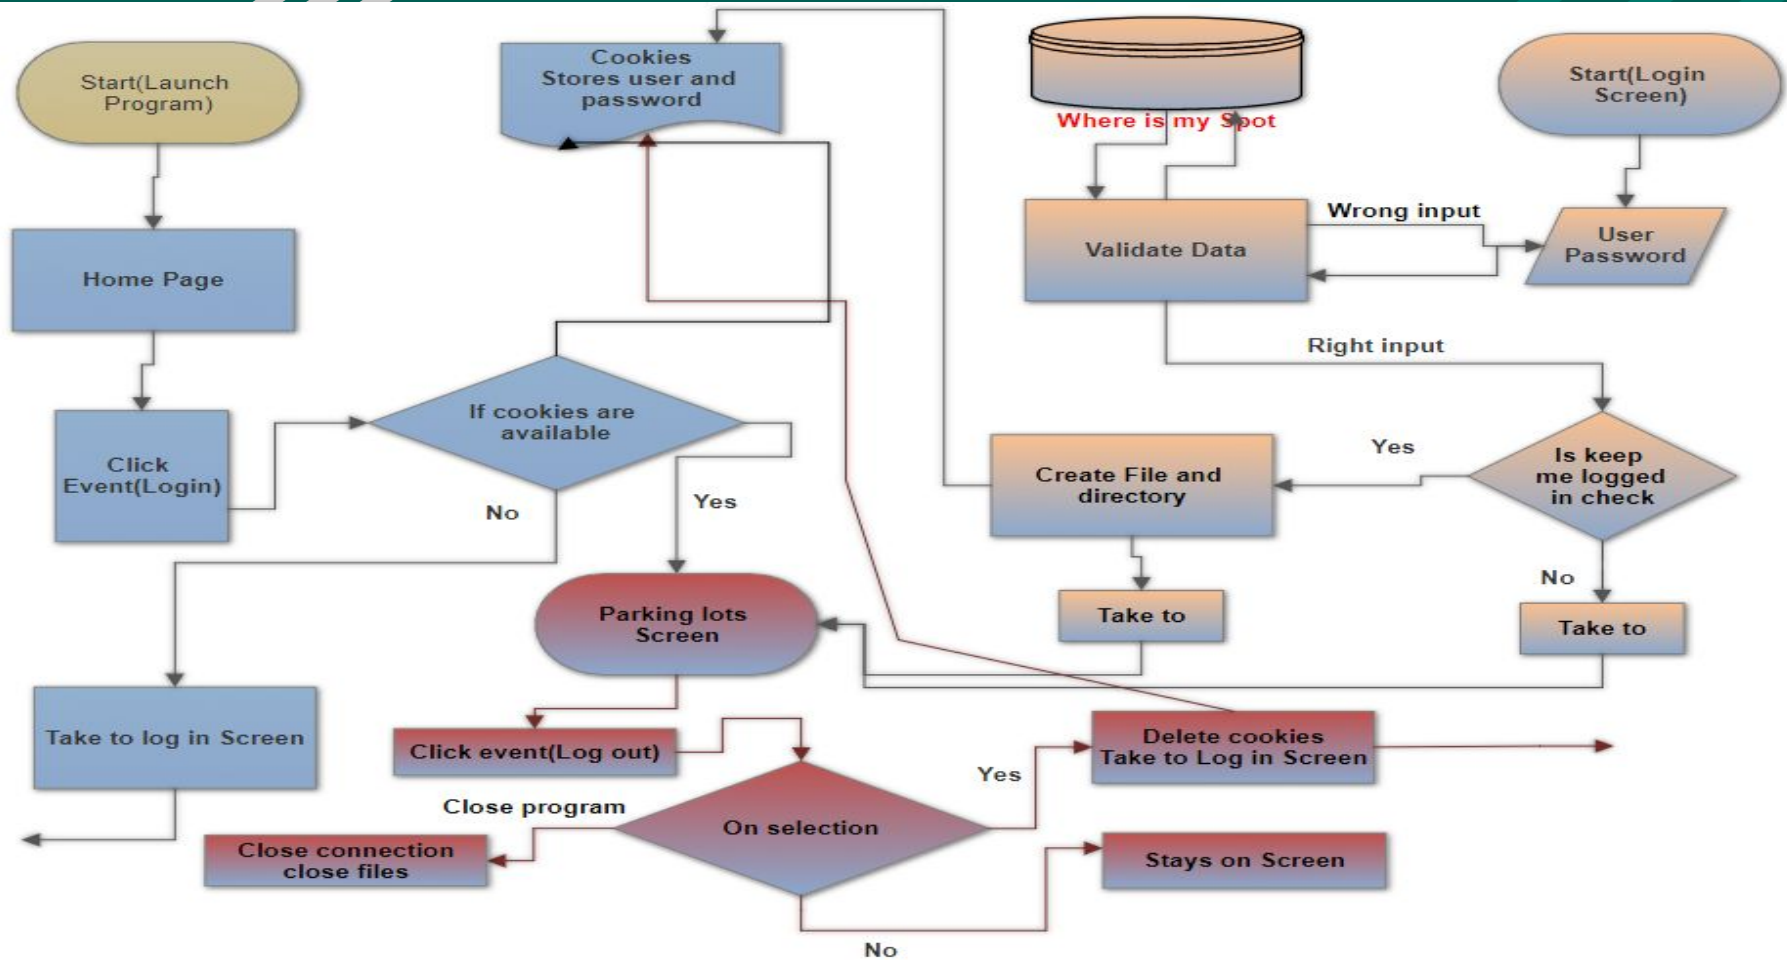 Start(Launch
Program)
Home Page
Click
Event(Login)
Cookies
Stores user and
password
If cookies are
available
No
Yes
Take to log in Screen
Parking lots
Screen
Click event(Log out)
On selection
Close program
Close connection
close files
Yes
Delete cookies
Take to Log in Screen
No
Stays on Screen
Where is my Spot
Start(Login
Screen)
User
Password
Validate Data
Wrong input
Right input
Is keep
me logged
in check
Yes
Create File and
directory
Take to
No
Take to